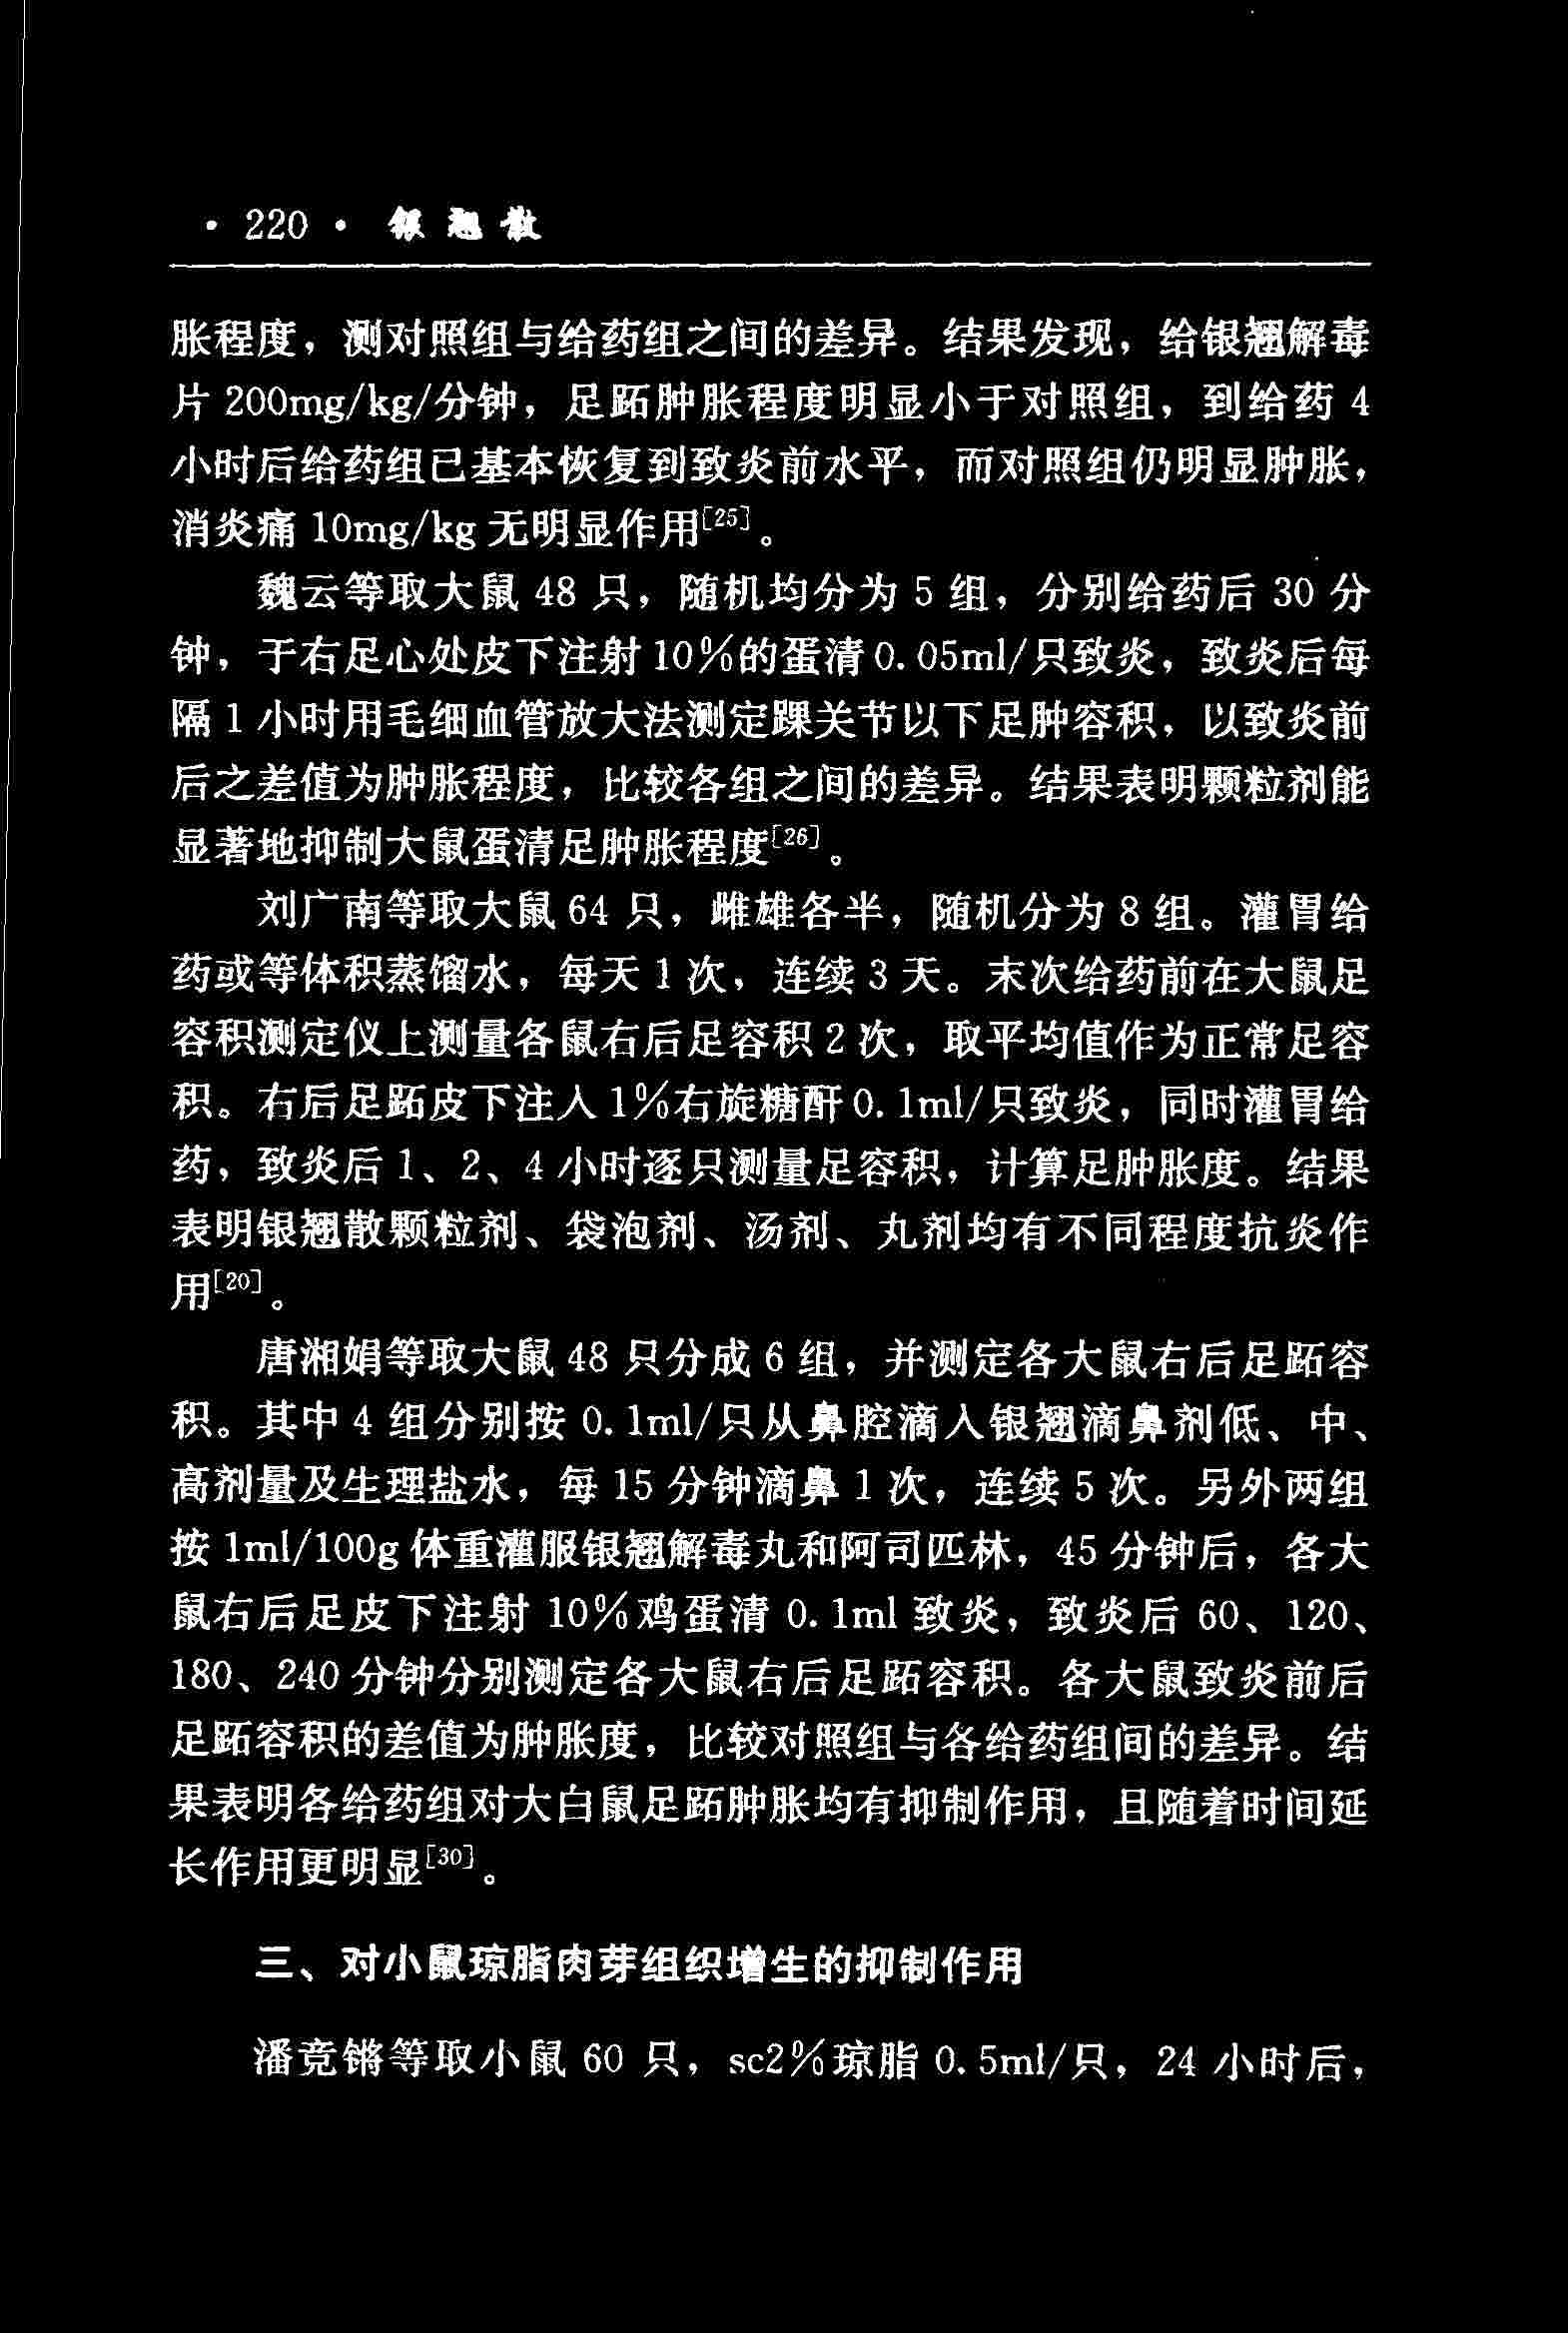 · 220 · 银翘散
胀程度，测对照组与给药组之间的差异。结果发现，给银翘解毒
片 200mg/kg/分钟，足跖肿胀程度明显小于对照组，到给药 4
小时后给药组已基本恢复到致炎前水平，而对照组仍明显肿胀，
消炎痛 10mg/kg 无明显作用[25]。
魏云等取大鼠 48 只，随机均分为 5 组，分别给药后 30 分
钟，于右足心处皮下注射10%的蛋清0.05ml/只致炎，致炎后每
隔 1 小时用毛细血管放大法测定踝关节以下足肿容积，以致炎前
后之差值为肿胀程度，比较各组之间的差异。结果表明颗粒剂能
显著地抑制大鼠蛋清足肿胀程度[26]。
刘广南等取大鼠 64 只，雌雄各半，随机分为 8 组。灌胃给
药或等体积蒸馏水，每天 1 次，连续 3 天。末次给药前在大鼠足
容积测定仪上测量各鼠右后足容积 2 次，取平均值作为正常足容
积。右后足跖皮下注入1%右旋糖酐0.1ml/只致炎，同时灌胃给
药，致炎后 1、2、4 小时逐只测量足容积，计算足肿胀度。结果
表明银翘散颗粒剂、袋泡剂、汤剂、丸剂均有不同程度抗炎作
用[20]。
唐湘娟等取大鼠 48 只分成 6 组，并测定各大鼠右后足跖容
积。其中 4 组分别按 0.1ml/只从鼻腔滴入银翘滴鼻剂低、中、
高剂量及生理盐水，每 15 分钟滴鼻 1 次，连续 5 次。另外两组
按 1ml/100g 体重灌服银翘解毒丸和阿司匹林，45 分钟后，各大
鼠右后足皮下注射 10%鸡蛋清 0.1ml 致炎，致炎后 60、120、
180、240 分钟分别测定各大鼠右后足跖容积。各大鼠致炎前后
足跖容积的差值为肿胀度，比较对照组与各给药组间的差异。结
果表明各给药组对大白鼠足跖肿胀均有抑制作用，且随着时间延
长作用更明显[30]。
三、对小鼠琼脂肉芽组织增生的抑制作用
潘竞锵等取小鼠 60 只，sc2%琼脂 0.5ml/只，24 小时后，